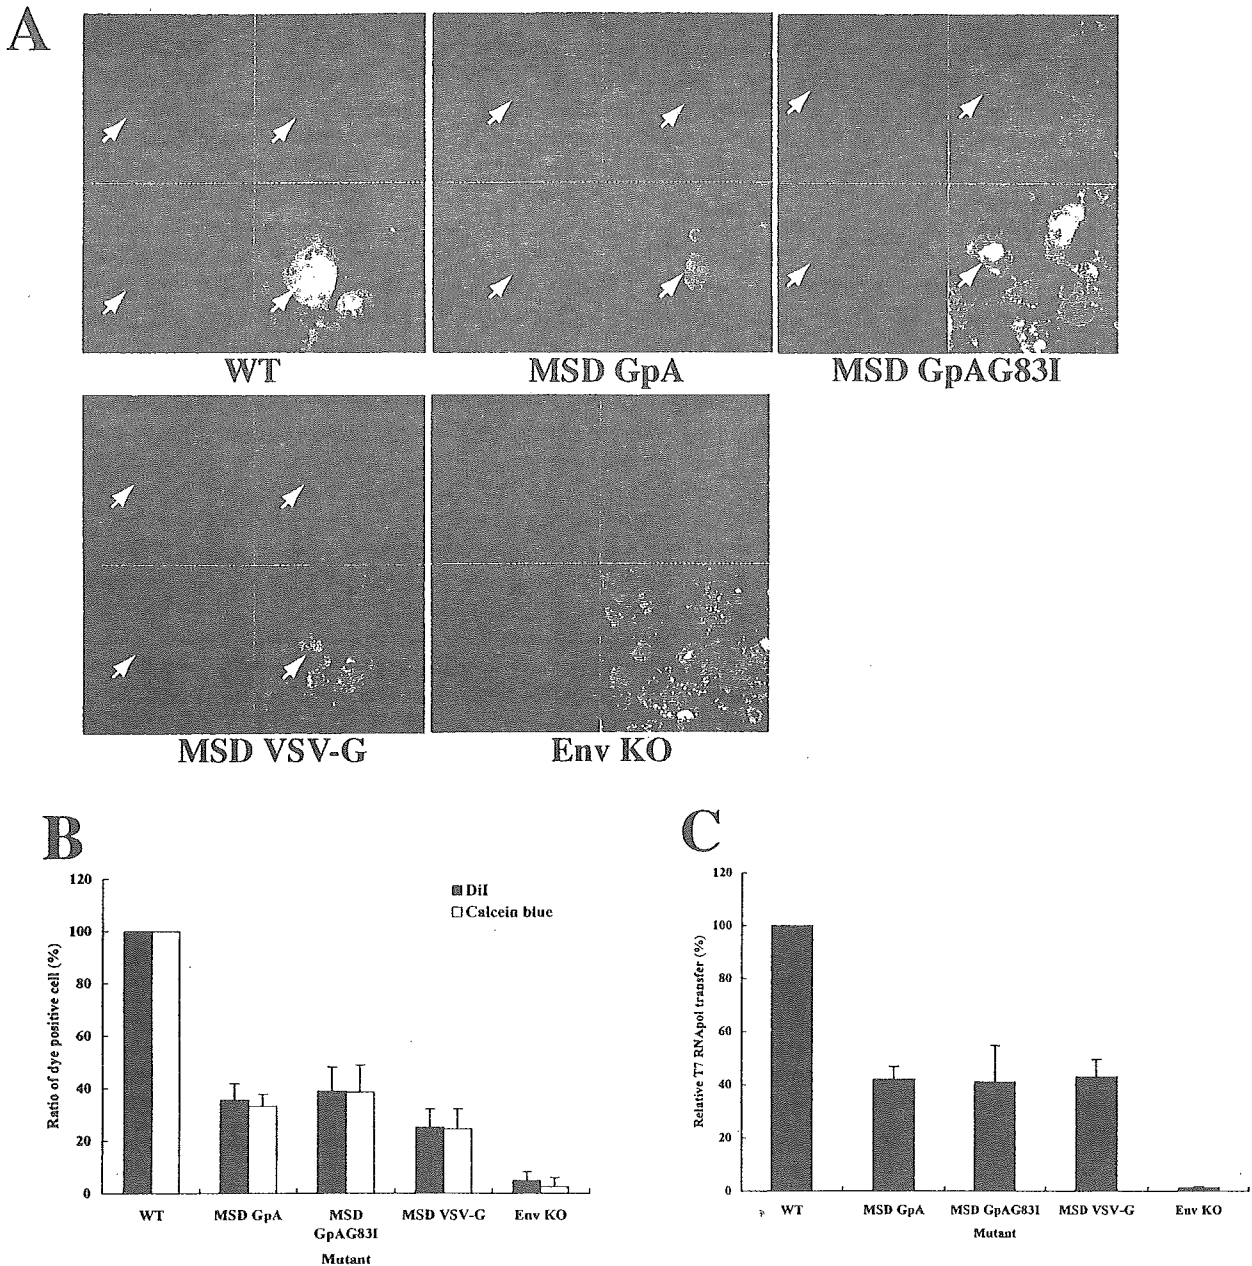 A
WT
MSD GpA
MSD GpAG83I
MSD VSV-G
Env KO
B
120
100
80
60
40
20
0
Ratio of dye positive cell (%)
DiI
Calcein blue
WT
MSD GpA
MSD
GpAG83I
MSD VSV-G
Env KO
Mutant
C
120
100
80
60
40
20
0
Relative T7 RNApol transfer (%)
WT
MSD GpA
MSD GpAG83I
MSD VSV-G
Env KO
Mutant